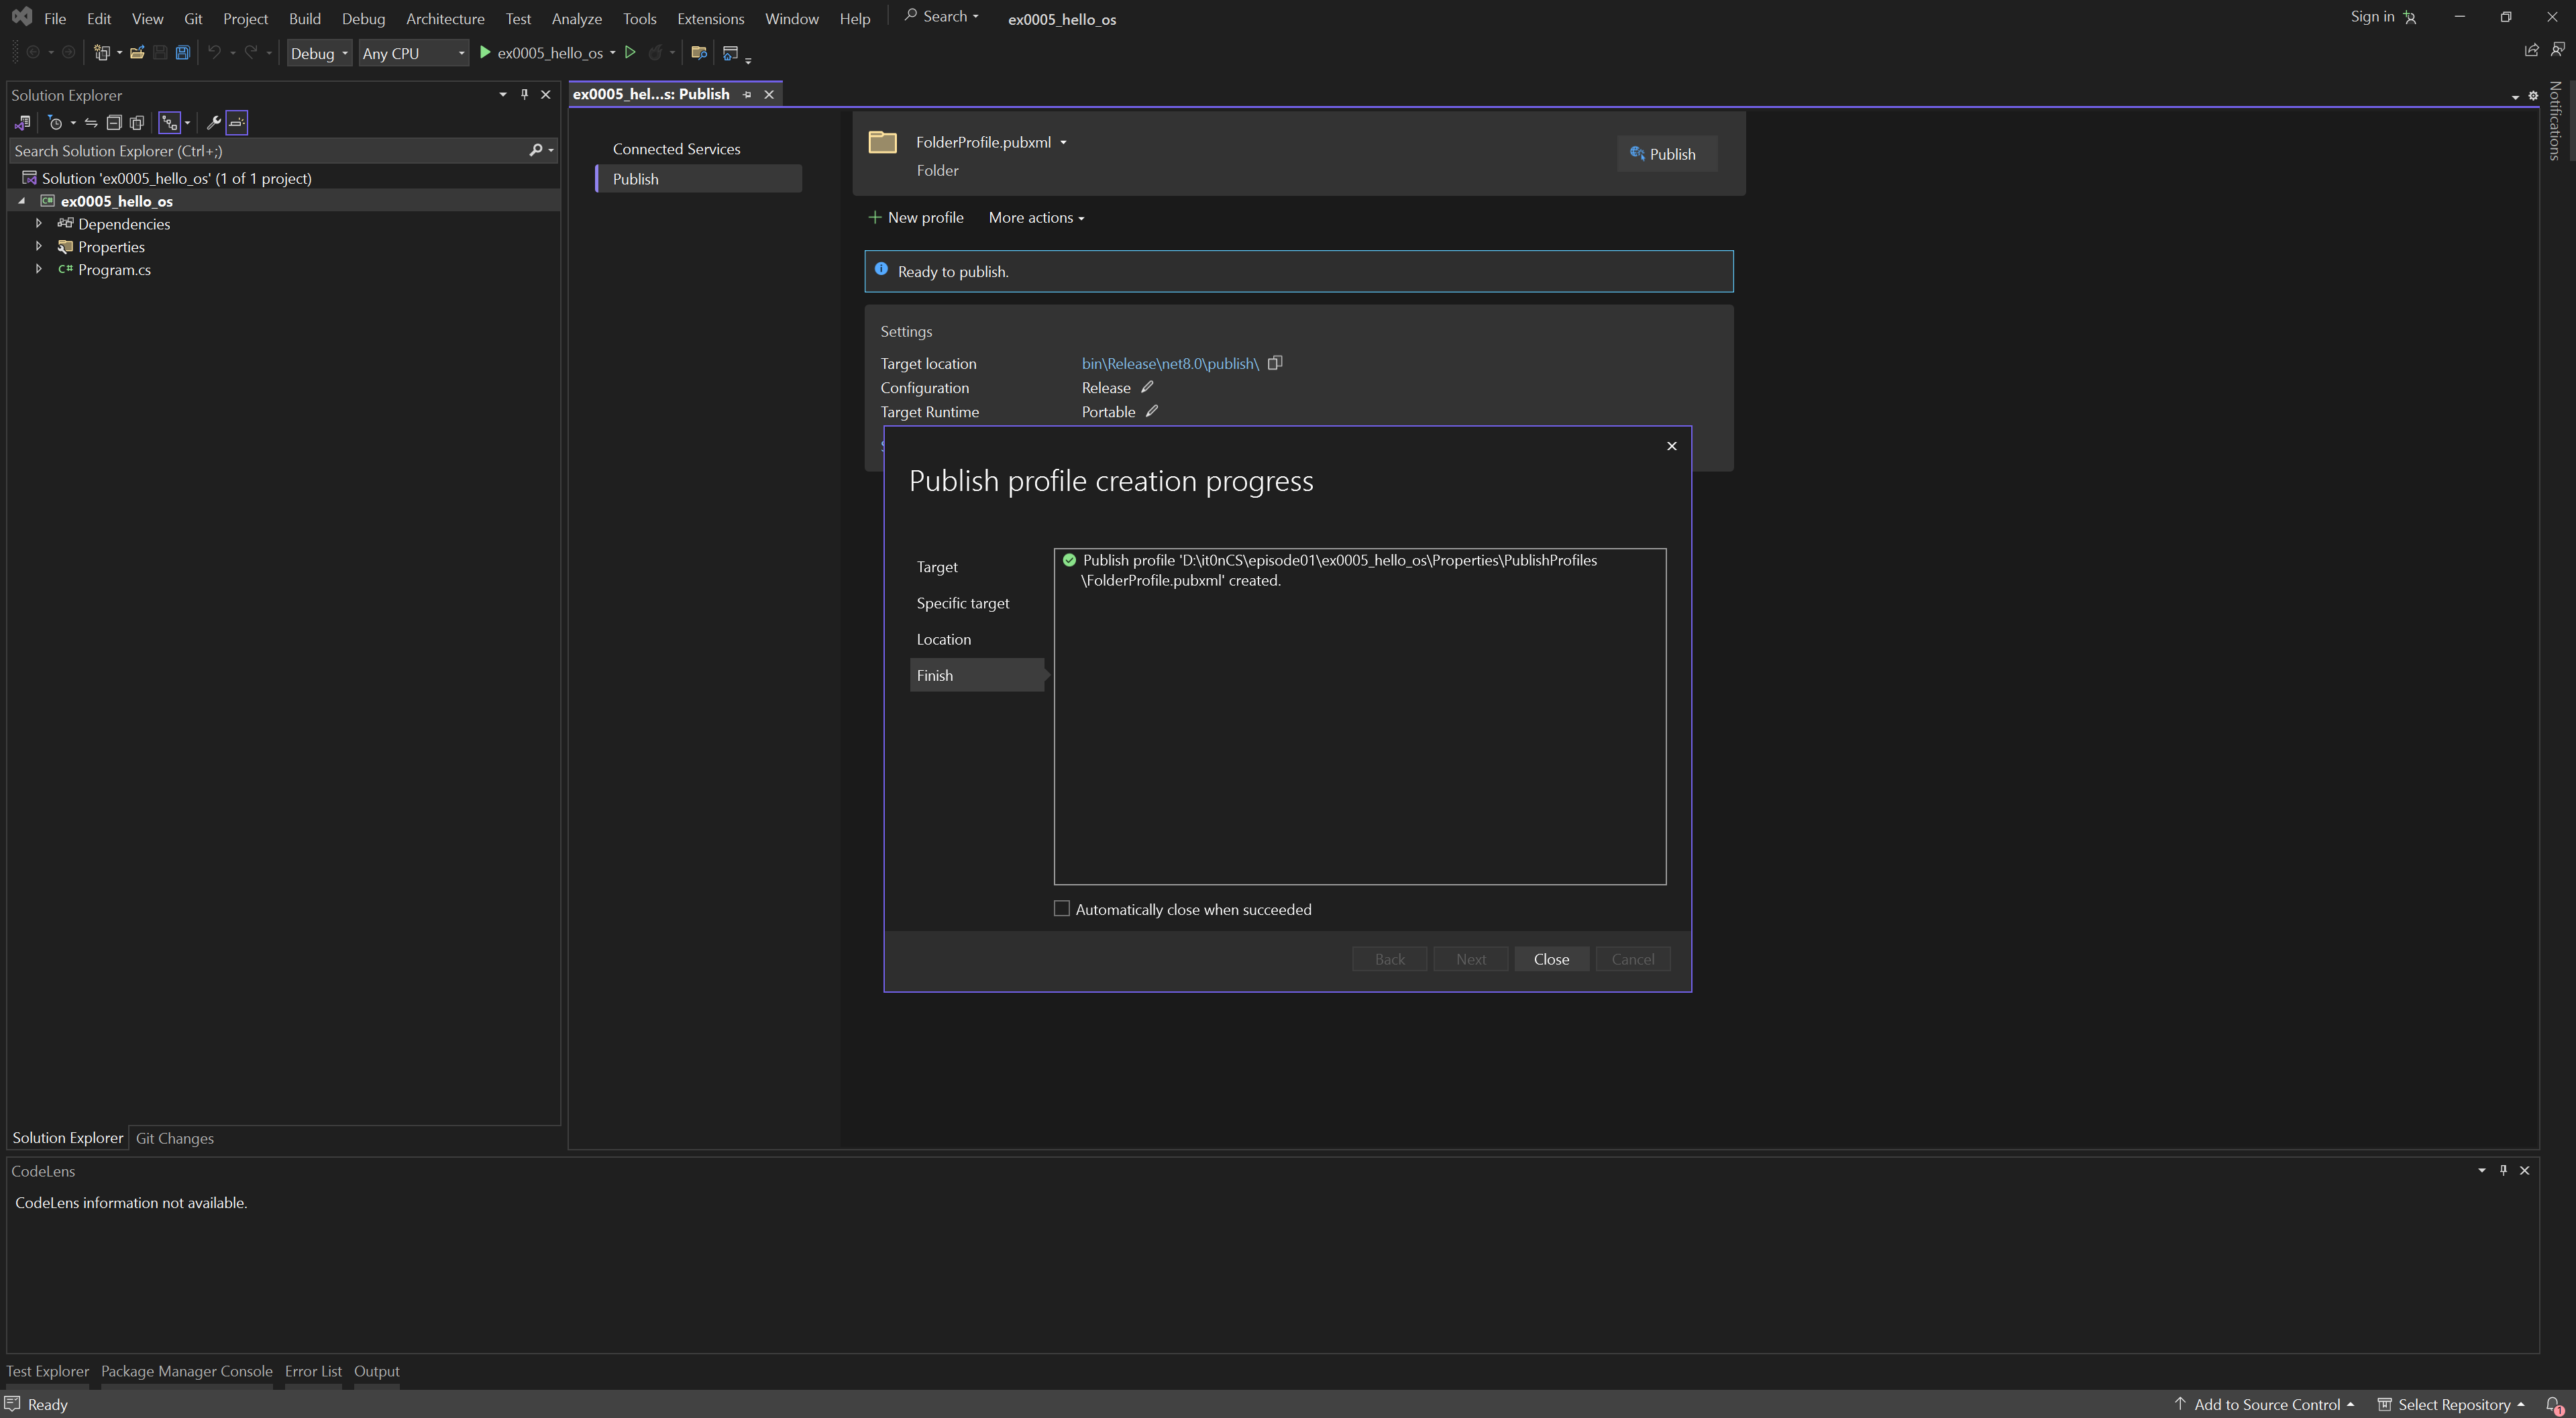 File Edit View Git Project Build Debug Architecture Test Analyze Tools Extensions Window Help Search ex0005_hello_os Sign in
Debug Any CPU ex0005_hello_os
Solution Explorer
ex0005_hel...s: Publish
Notifications
Search Solution Explorer (Ctrl+;)
Solution 'ex0005_hello_os' (1 of 1 project)
ex0005_hello_os
Dependencies
Properties
C# Program.cs
Connected Services
Publish
FolderProfile.pubxml
Folder
Publish
New profile More actions
Ready to publish.
Settings
Target location bin\Release\net8.0\publish\
Configuration Release
Target Runtime Portable
Publish profile creation progress
Target
Specific target
Location
Finish
Publish profile 'D:\it0nCS\episode01\ex0005_hello_os\Properties\PublishProfiles
\FolderProfile.pubxml' created.
Automatically close when succeeded
Back Next Close Cancel
Solution Explorer Git Changes
CodeLens
CodeLens information not available.
Test Explorer Package Manager Console Error List Output
Ready Add to Source Control Select Repository 1